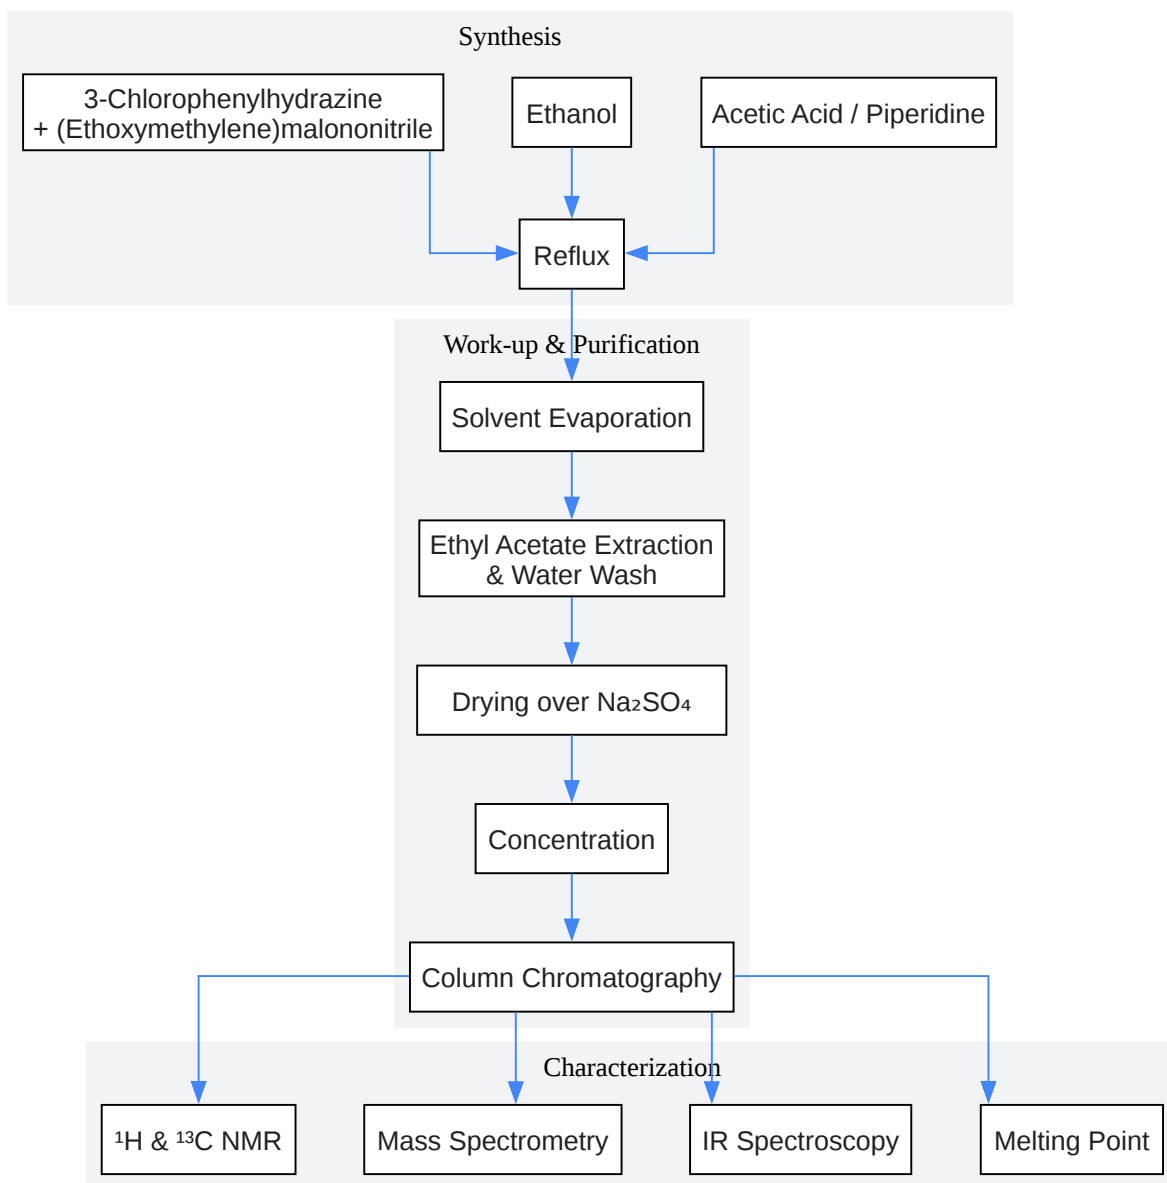 Synthesis
3-Chlorophenylhydrazine
+ (Ethoxymethylene)malononitrile
Ethanol
Acetic Acid / Piperidine
Reflux
Work-up & Purification
Solvent Evaporation
Ethyl Acetate Extraction
& Water Wash
Drying over Na₂SO₄
Concentration
Column Chromatography
Characterization
¹H & ¹³C NMR
Mass Spectrometry
IR Spectroscopy
Melting Point